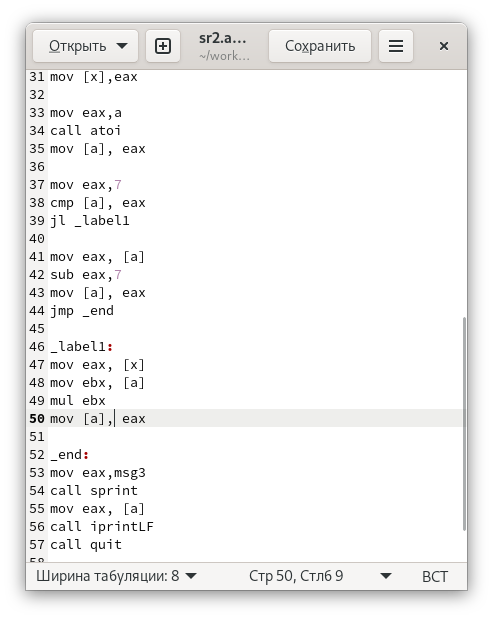 Открыть
sr2.a...
~/work...
Сохранить
31 mov [x],eax
32
33 mov eax,a
34 call atoi
35 mov [a], eax
36
37 mov eax,7
38 cmp [a], eax
39 jl _label1
40
41 mov eax, [a]
42 sub eax,7
43 mov [a], eax
44 jmp _end
45
46 _label1:
47 mov eax, [x]
48 mov ebx, [a]
49 mul ebx
50 mov [a], eax
51
52 _end:
53 mov eax,msg3
54 call sprint
55 mov eax, [a]
56 call iprintLF
57 call quit
58
Ширина табуляции: 8 Стр 50, Стлб 9 ВСТ